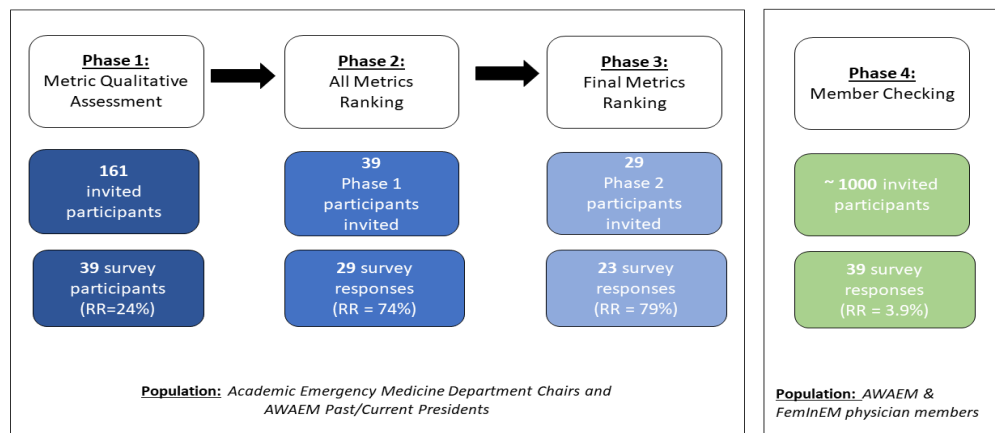 Phase 1:
Metric Qualitative
Assessment
Phase 2:
All Metrics
Ranking
Phase 3:
Final Metrics
Ranking
Phase 4:
Member Checking
161
invited
participants
39
Phase 1
participants
invited
29
Phase 2
participants
invited
~ 1000 invited
participants
39 survey
participants
(RR=24%)
29 survey
responses
(RR = 74%)
23 survey
responses
(RR = 79%)
39 survey
responses
(RR = 3.9%)
Population: Academic Emergency Medicine Department Chairs and
AWAEM Past/Current Presidents
Population: AWAEM &
FemInEM physician members